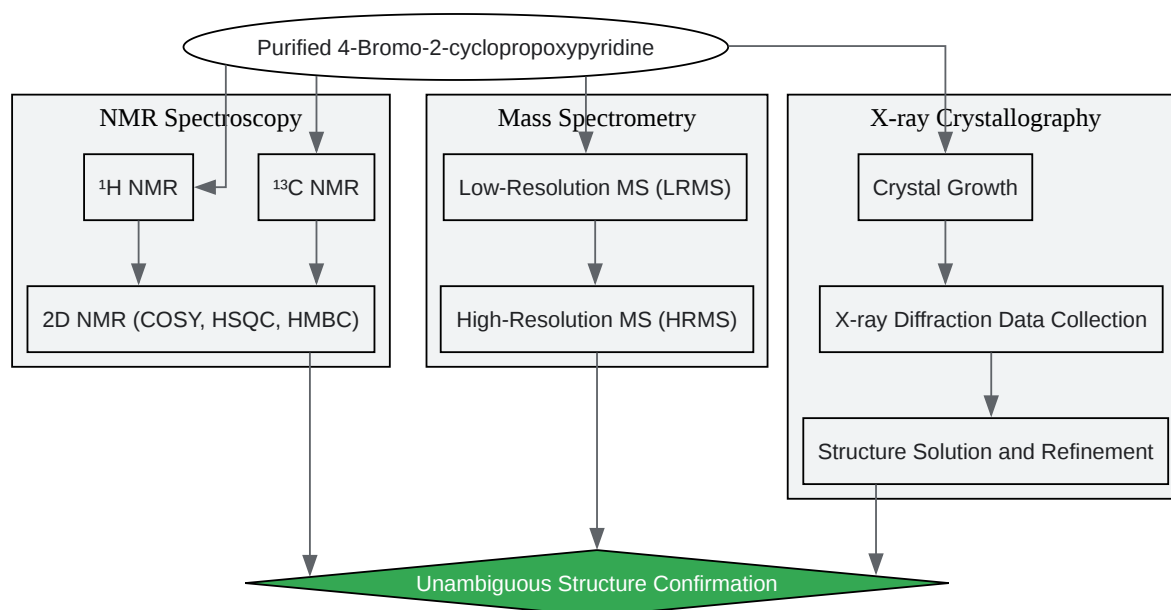 Purified 4-Bromo-2-cyclopropoxypyridine
NMR Spectroscopy
¹H NMR
¹³C NMR
2D NMR (COSY, HSQC, HMBC)
Mass Spectrometry
Low-Resolution MS (LRMS)
High-Resolution MS (HRMS)
X-ray Crystallography
Crystal Growth
X-ray Diffraction Data Collection
Structure Solution and Refinement
Unambiguous Structure Confirmation